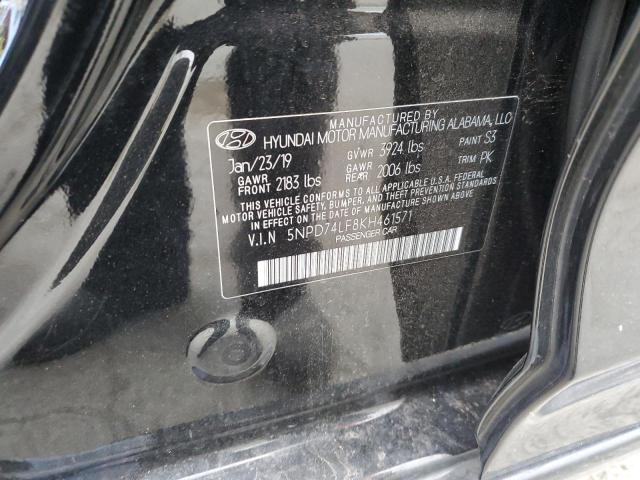 MANUFACTURED BY
HYUNDAI MOTOR MANUFACTURING ALABAMA, LLC
Jan/23/19 GVWR 3924 lbs PAINT S3
GAWR FRONT 2183 lbs GAWR REAR 2006 lbs TRIM PK
THIS VEHICLE CONFORMS TO ALL APPLICABLE U.S.A. FEDERAL
MOTOR VEHICLE SAFETY, BUMPER, AND THEFT PREVENTION STANDARDS
IN EFFECT ON THE DATE OF MANUFACTURE SHOWN ABOVE.
V.I.N 5NPD74LF8KH461571
PASSENGER CAR